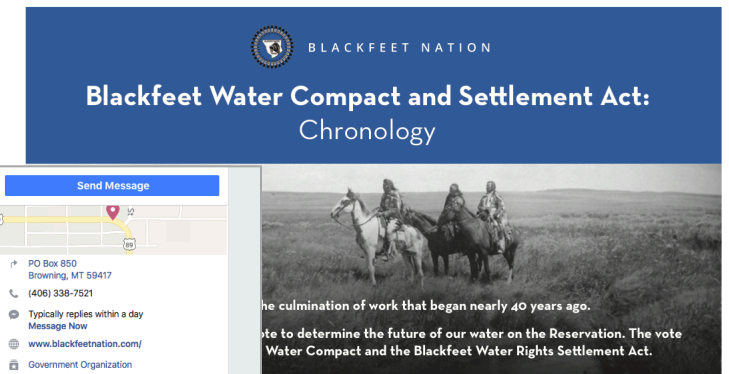 BLACKFEET NATION
Blackfeet Water Compact and Settlement Act:
Chronology
Send Message
St
89
PO Box 850
Browning, MT 59417
(406) 338-7521
Typically replies within a day
Message Now
www.blackfeetnation.com/
Government Organization
he culmination of work that began nearly 40 years ago.
ote to determine the future of our water on the Reservation. The vote
Water Compact and the Blackfeet Water Rights Settlement Act.